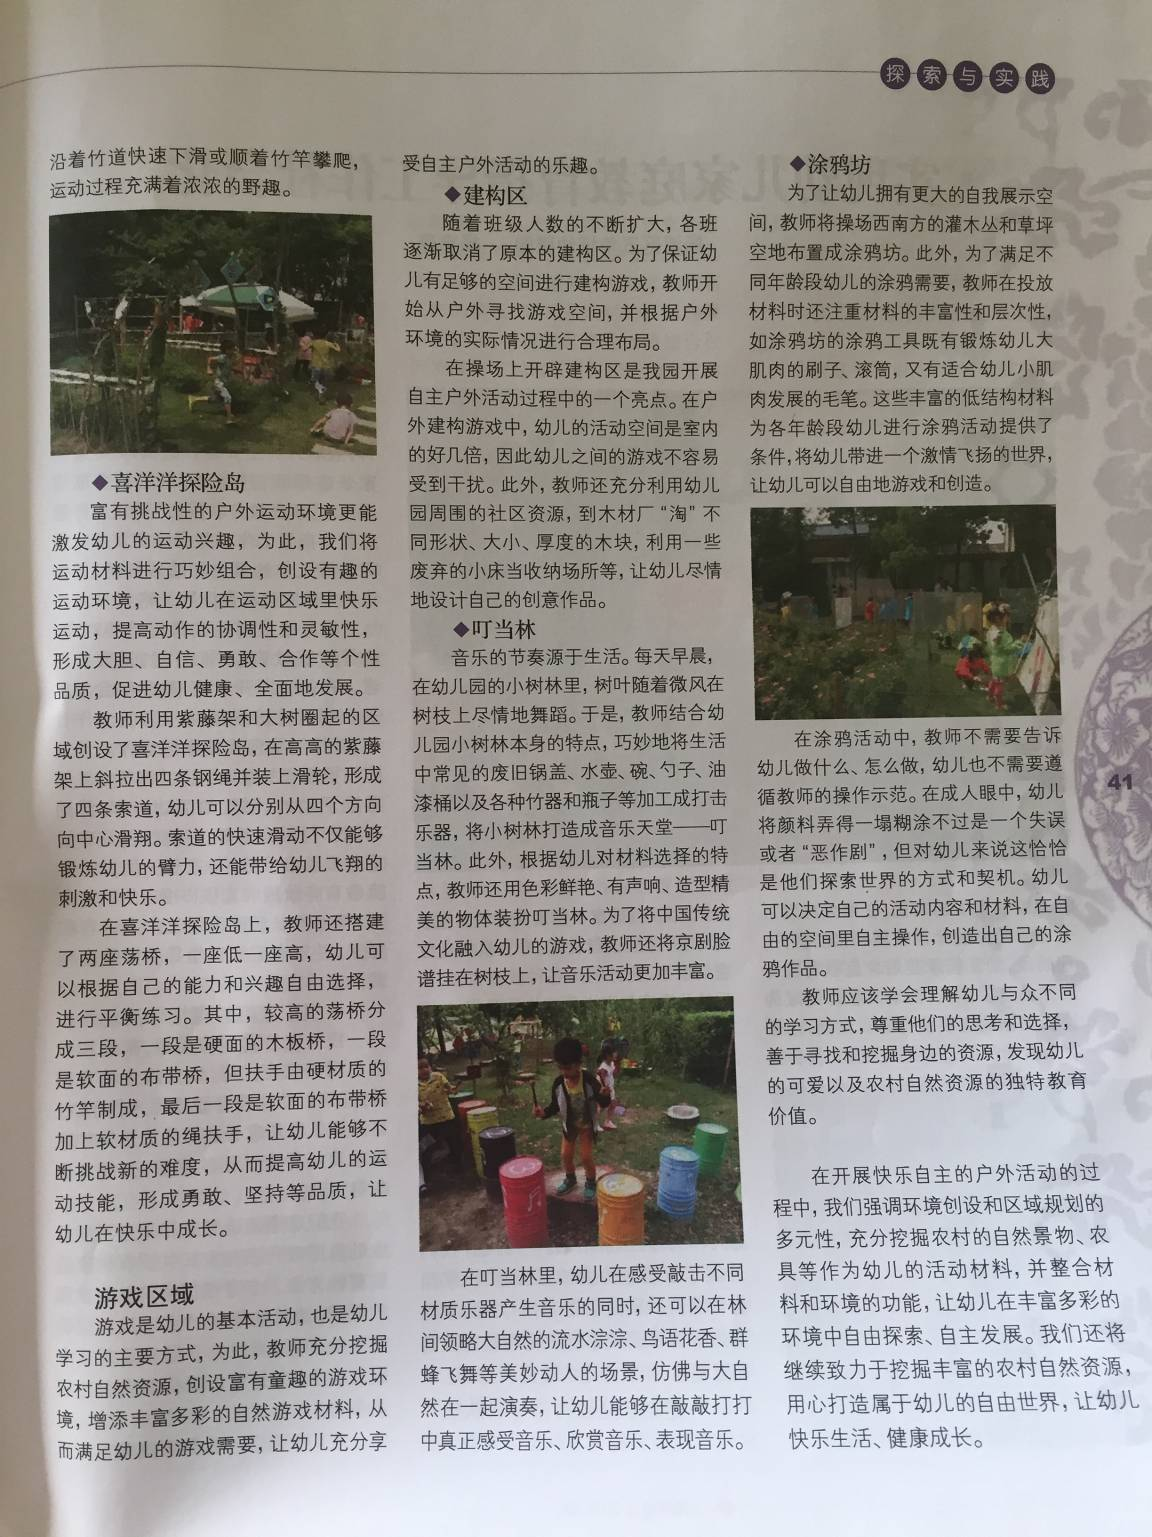 探索与实践
沿着竹道快速下滑或顺着竹竿攀爬，
运动过程充满着浓浓的野趣。
◆喜洋洋探险岛
富有挑战性的户外运动环境更能
激发幼儿的运动兴趣，为此，我们将
运动材料进行巧妙组合，创设有趣的
运动环境，让幼儿在运动区域里快乐
运动，提高动作的协调性和灵敏性，
形成大胆、自信、勇敢、合作等个性
品质，促进幼儿健康、全面地发展。
教师利用紫藤架和大树圈起的区
域创设了喜洋洋探险岛，在高高的紫藤
架上斜拉出四条钢绳并装上滑轮，形成
了四条索道，幼儿可以分别从四个方向
向中心滑翔。索道的快速滑动不仅能够
锻炼幼儿的臂力，还能带给幼儿飞翔的
刺激和快乐。
在喜洋洋探险岛上，教师还搭建
了两座荡桥，一座低一座高，幼儿可
以根据自己的能力和兴趣自由选择，
进行平衡练习。其中，较高的荡桥分
成三段，一段是硬面的木板桥，一段
是软面的布带桥，但扶手由硬材质的
竹竿制成，最后一段是软面的布带桥
加上软材质的绳扶手，让幼儿能够不
断挑战新的难度，从而提高幼儿的运
动技能，形成勇敢、坚持等品质，让
幼儿在快乐中成长。
游戏区域
游戏是幼儿的基本活动，也是幼儿
学习的主要方式，为此，教师充分挖掘
农村自然资源，创设富有童趣的游戏环
境，增添丰富多彩的自然游戏材料，从
而满足幼儿的游戏需要，让幼儿充分享
受自主户外活动的乐趣。
◆建构区
随着班级人数的不断扩大，各班
逐渐取消了原本的建构区。为了保证幼
儿有足够的空间进行建构游戏，教师开
始从户外寻找游戏空间，并根据户外
环境的实际情况进行合理布局。
在操场上开辟建构区是我园开展
自主户外活动过程中的一个亮点。在户
外建构游戏中，幼儿的活动空间是室内
的好几倍，因此幼儿之间的游戏不容易
受到干扰。此外，教师还充分利用幼儿
园周围的社区资源，到木材厂“淘”不
同形状、大小、厚度的木块，利用一些
废弃的小床当收纳场所等，让幼儿尽情
地设计自己的创意作品。
◆叮当林
音乐的节奏源于生活。每天早晨，
在幼儿园的小树林里，树叶随着微风在
树枝上尽情地舞蹈。于是，教师结合幼
儿园小树林本身的特点，巧妙地将生活
中常见的废旧锅盖、水壶、碗、勺子、油
漆桶以及各种竹器和瓶子等加工成打击
乐器，将小树林打造成音乐天堂——叮
当林。此外，根据幼儿对材料选择的特
点，教师还用色彩鲜艳、有声响、造型精
美的物体装扮叮当林。为了将中国传统
文化融入幼儿的游戏，教师还将京剧脸
谱挂在树枝上，让音乐活动更加丰富。
在叮当林里，幼儿在感受敲击不同
材质乐器产生音乐的同时，还可以在林
间领略大自然的流水淙淙、鸟语花香、群
蜂飞舞等美妙动人的场景，仿佛与大自
然在一起演奏，让幼儿能够在敲敲打打
中真正感受音乐、欣赏音乐、表现音乐。
◆涂鸦坊
为了让幼儿拥有更大的自我展示空
间，教师将操场西南方的灌木丛和草坪
空地布置成涂鸦坊。此外，为了满足不
同年龄段幼儿的涂鸦需要，教师在投放
材料时还注重材料的丰富性和层次性，
如涂鸦坊的涂鸦工具既有锻炼幼儿大
肌肉的刷子、滚筒，又有适合幼儿小肌
肉发展的毛笔。这些丰富的低结构材料
为各年龄段幼儿进行涂鸦活动提供了
条件，将幼儿带进一个激情飞扬的世界，
让幼儿可以自由地游戏和创造。
在涂鸦活动中，教师不需要告诉
幼儿做什么、怎么做，幼儿也不需要遵
循教师的操作示范。在成人眼中，幼儿
将颜料弄得一塌糊涂不过是一个失误
或者“恶作剧”，但对幼儿来说这恰恰
是他们探索世界的方式和契机。幼儿
可以决定自己的活动内容和材料，在自
由的空间里自主操作，创造出自己的涂
鸦作品。
教师应该学会理解幼儿与众不同
的学习方式，尊重他们的思考和选择，
善于寻找和挖掘身边的资源，发现幼儿
的可爱以及农村自然资源的独特教育
价值。
在开展快乐自主的户外活动的过
程中，我们强调环境创设和区域规划的
多元性，充分挖掘农村的自然景物、农
具等作为幼儿的活动材料，并整合材
料和环境的功能，让幼儿在丰富多彩的
环境中自由探索、自主发展。我们还将
继续致力于挖掘丰富的农村自然资源，
用心打造属于幼儿的自由世界，让幼儿
快乐生活、健康成长。
41